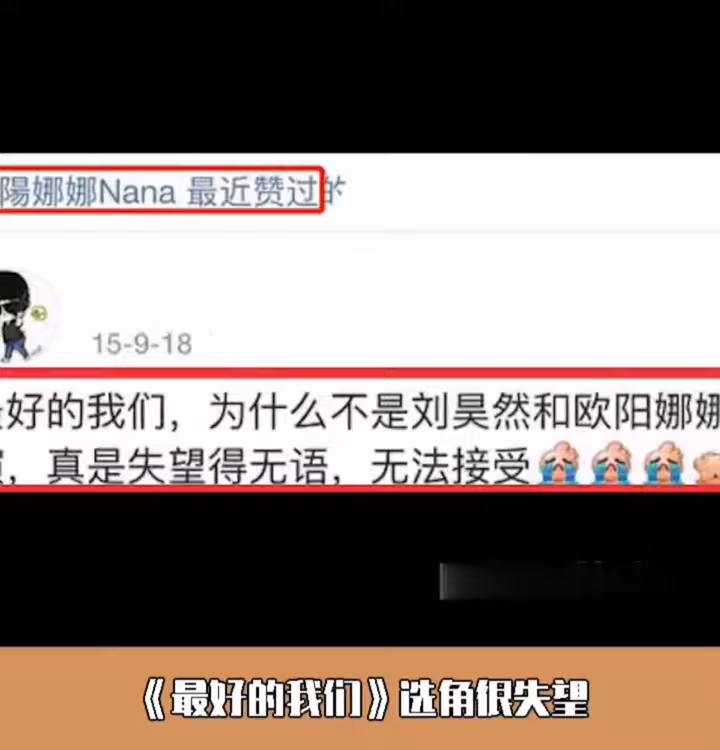 陽娜娜Nana 最近赞过的
15-9-18
好的我们，为什么不是刘昊然和欧阳娜娜
，真是失望得无语，无法接受
《最好的我们》选角很失望